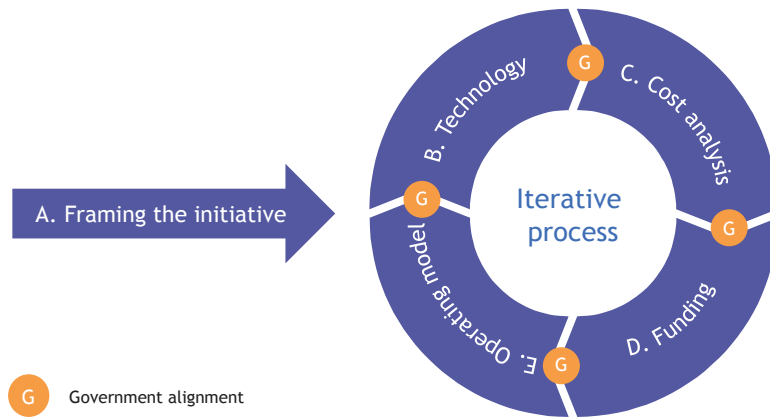 A. Framing the initiative
B. Technology
G
C. Cost analysis
G
D. Funding
G
E. Operating model
G
Iterative
process
G
Government alignment